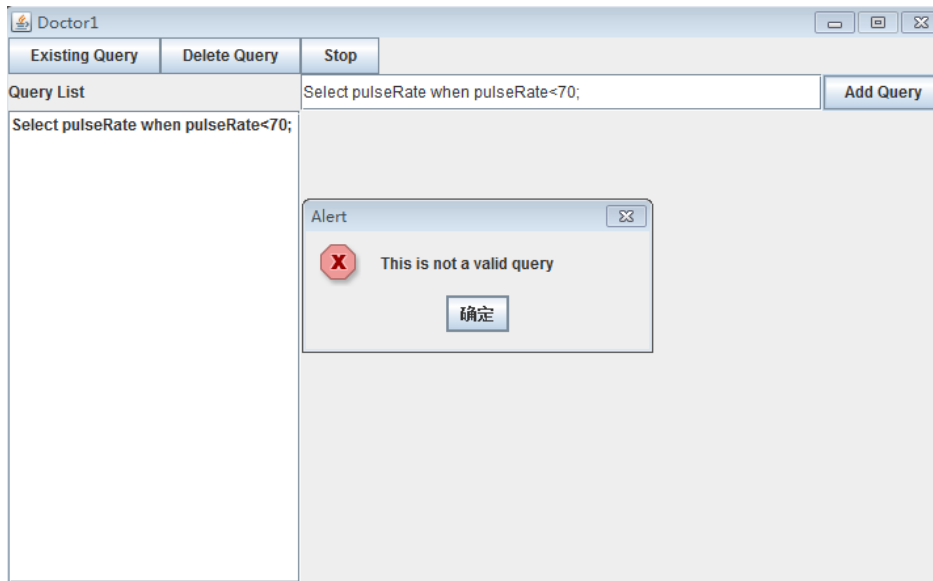 Doctor1
Existing Query Delete Query Stop
Query List Select pulseRate when pulseRate<70; Add Query
Select pulseRate when pulseRate<70;
Alert
X This is not a valid query
确定